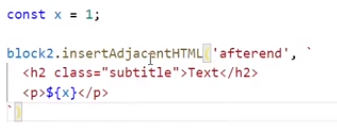 const x = 1;
block2.insertAdjacentHTML('afterend', `
<h2 class="subtitle">Text</h2>
<p>${x}</p>
`)